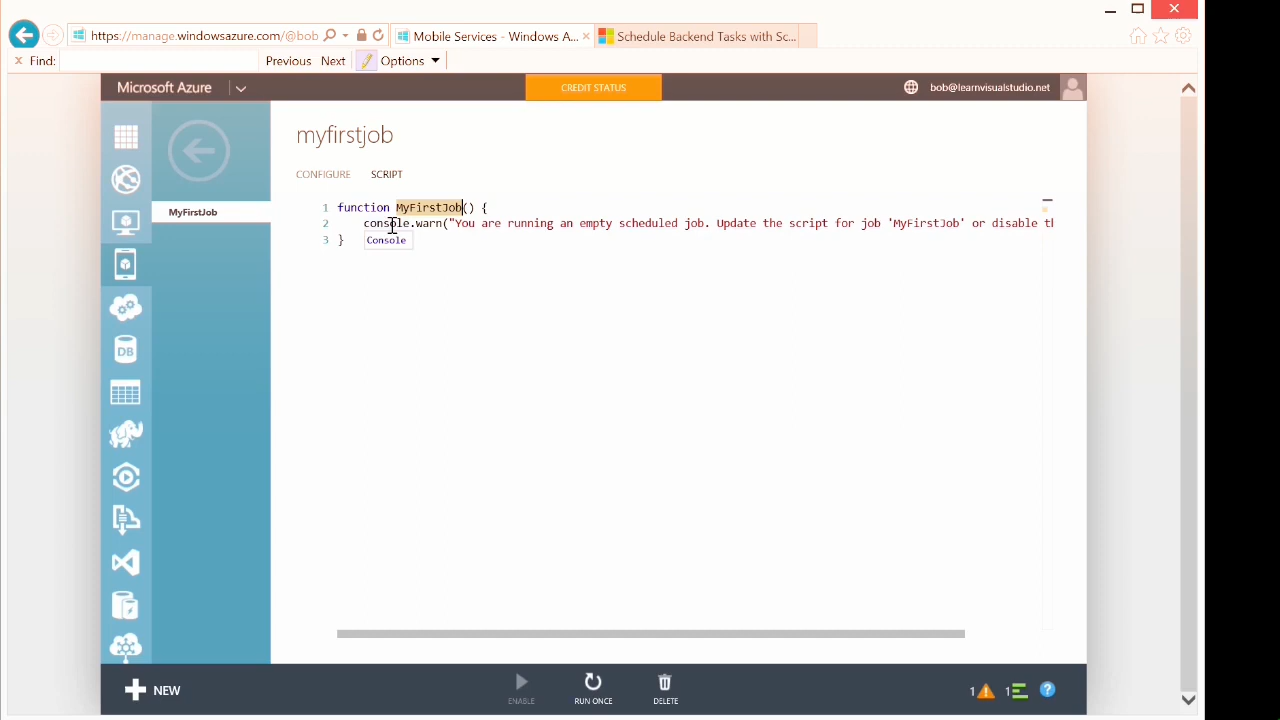 https://manage.windowsazure.com/@bob
Mobile Services - Windows A...
Schedule Backend Tasks with Sc...
Find:
Previous
Next
Options
Microsoft Azure
CREDIT STATUS
bob@learnvisualstudio.net
MyFirstJob
myfirstjob
CONFIGURE
SCRIPT
1 function MyFirstJob() {
2 console.warn("You are running an empty scheduled job. Update the script for job 'MyFirstJob' or disable th
3 }
Console
DB
NEW
ENABLE
RUN ONCE
DELETE
1
1
?